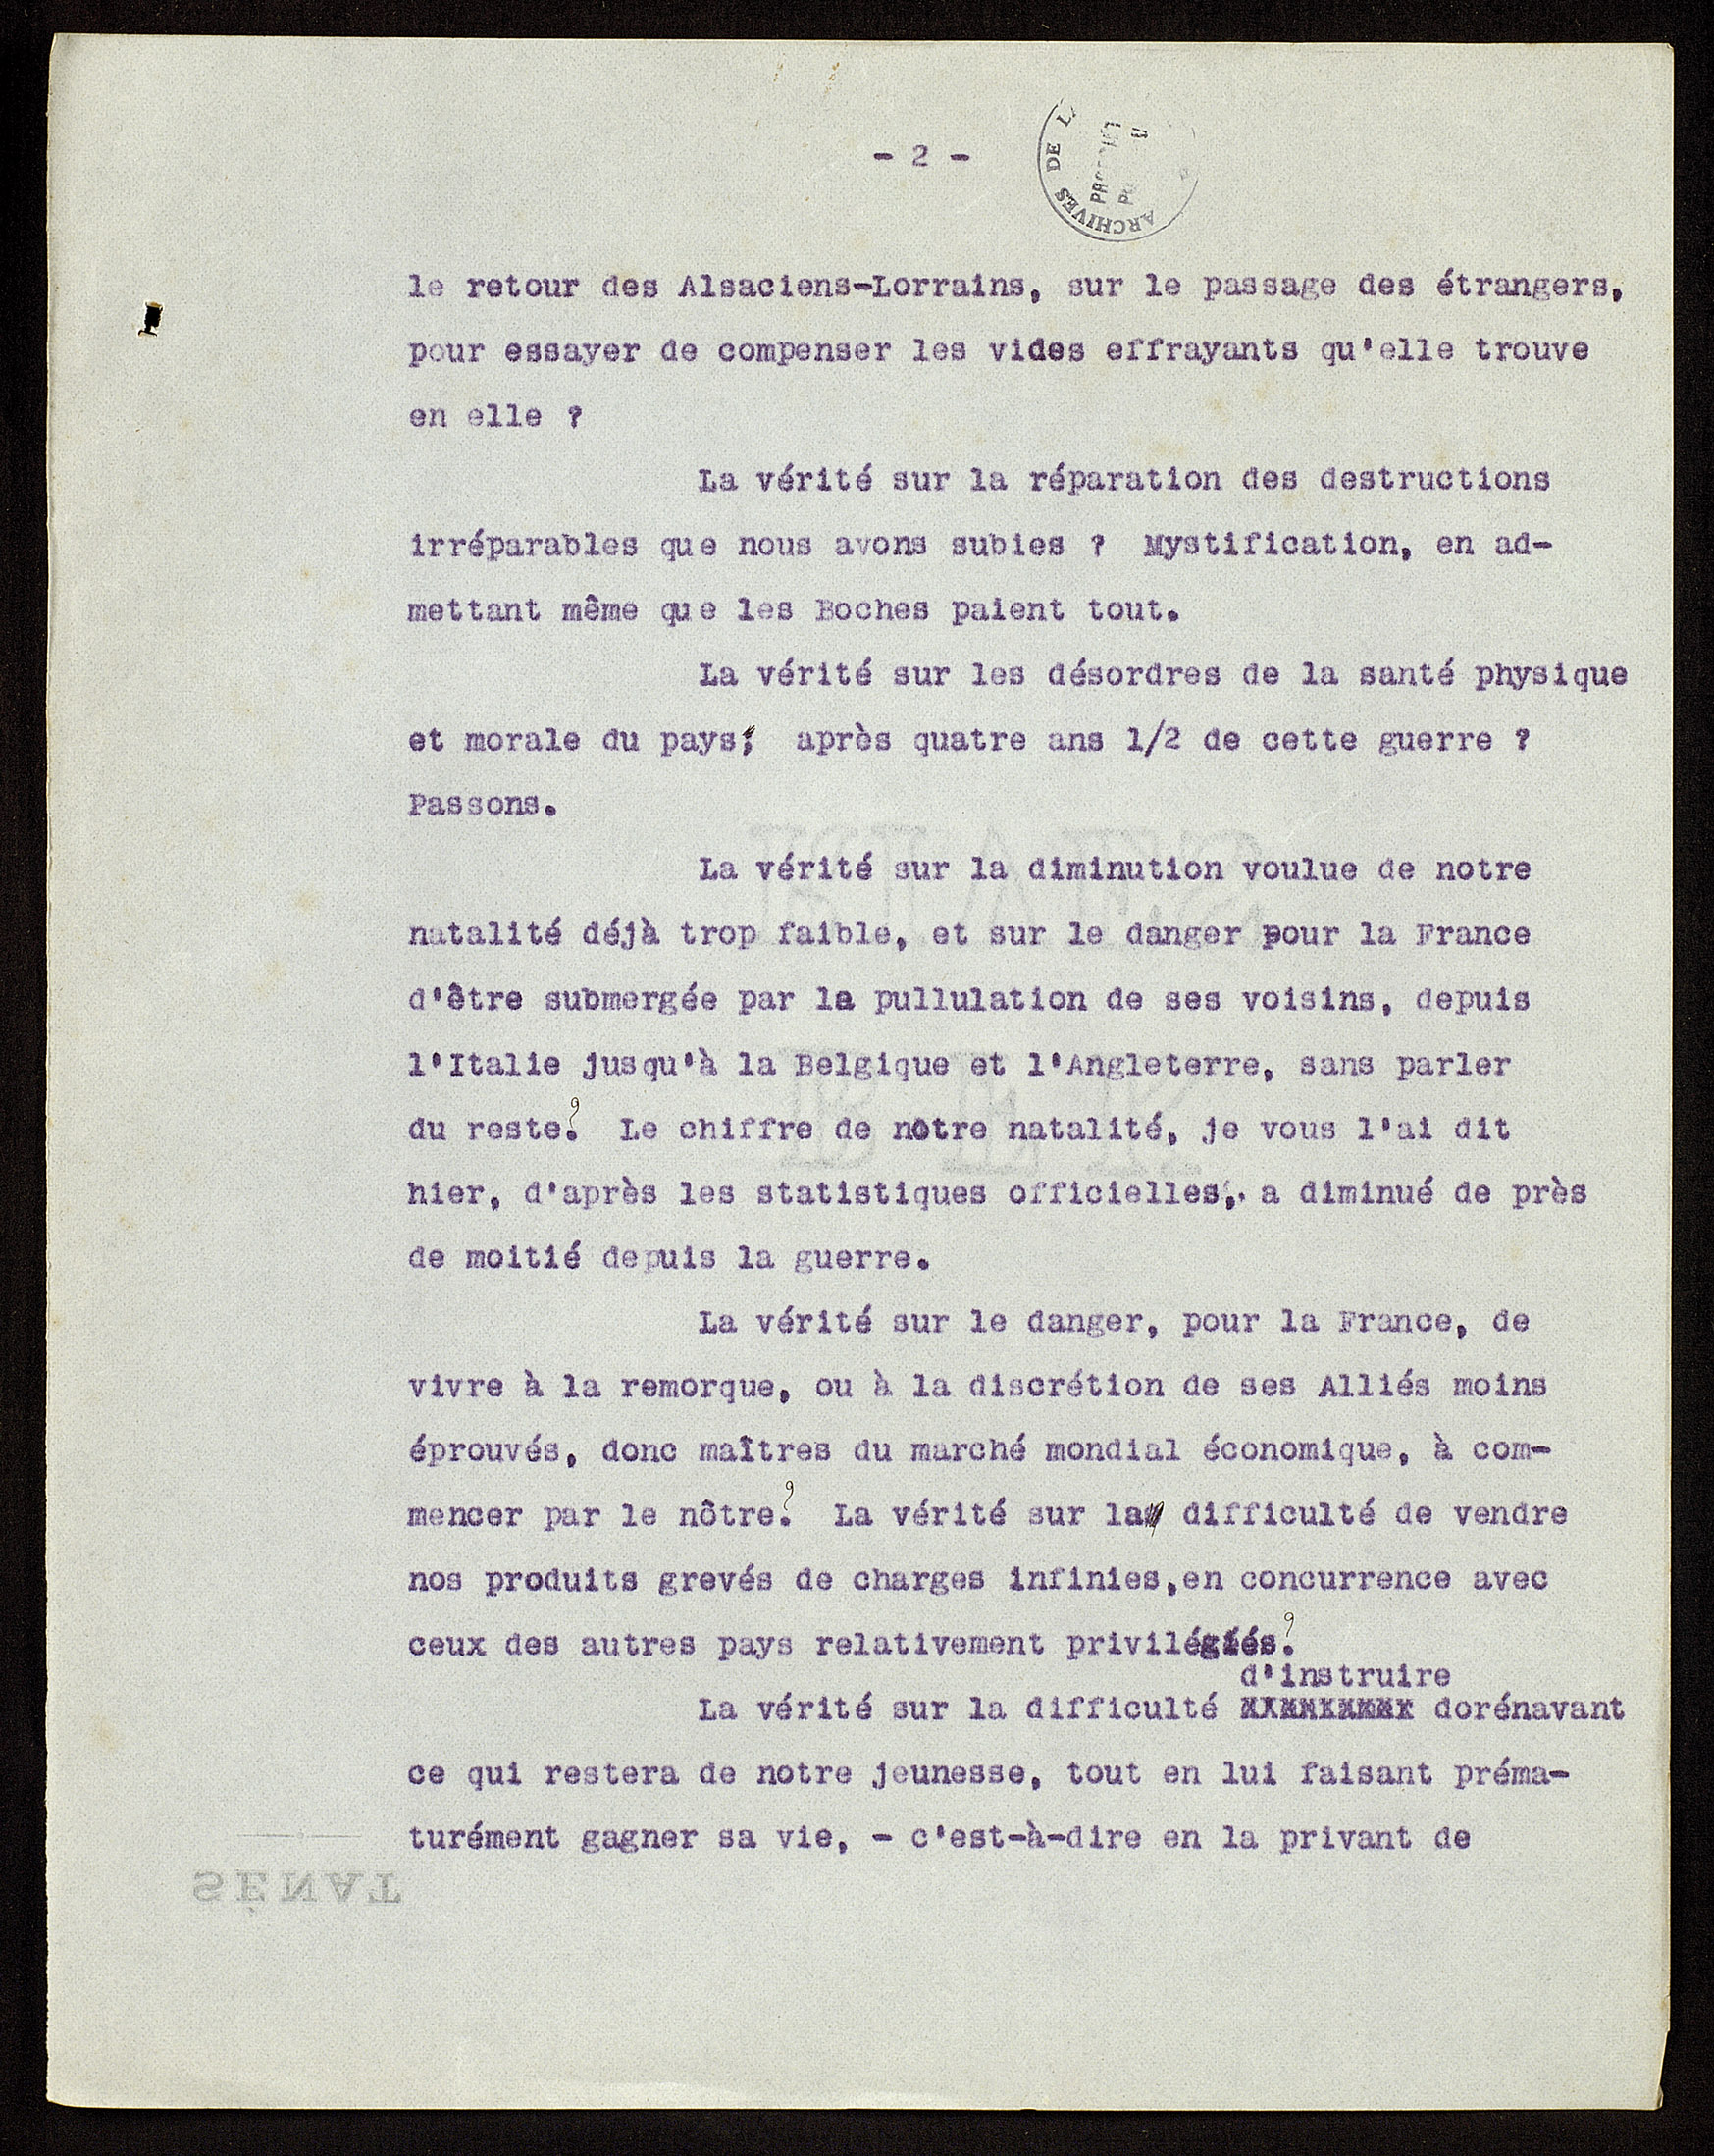 - 2 -
ARCHIVES DE L
le retour des Alsaciens-Lorrains, sur le passage des étrangers,
pour essayer de compenser les vides effrayants qu'elle trouve
en elle ?
La vérité sur la réparation des destructions
irréparables que nous avons subies ? Mystification, en ad-
mettant même que les Boches paient tout.
La vérité sur les désordres de la santé physique
et morale du pays, après quatre ans 1/2 de cette guerre ?
Passons.
La vérité sur la diminution voulue de notre
natalité déjà trop faible, et sur le danger pour la France
d'être submergée par la pullulation de ses voisins, depuis
l'Italie jusqu'à la Belgique et l'Angleterre, sans parler
du reste? Le chiffre de notre natalité, je vous l'ai dit
hier, d'après les statistiques officielles, a diminué de près
de moitié depuis la guerre.
La vérité sur le danger, pour la France, de
vivre à la remorque, ou à la discrétion de ses Alliés moins
éprouvés, donc maîtres du marché mondial économique, à com-
mencer par le nôtre? La vérité sur la difficulté de vendre
nos produits grevés de charges infinies,en concurrence avec
ceux des autres pays relativement privilégiés?
d'instruire
La vérité sur la difficulté dorénavant
ce qui restera de notre jeunesse, tout en lui faisant préma-
turément gagner sa vie, - c'est-à-dire en la privant de
SÉNAT